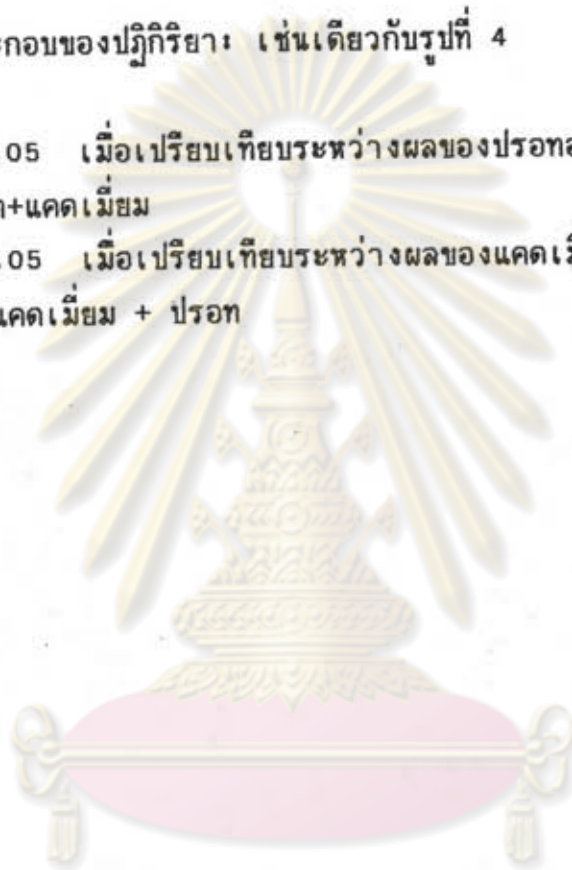 ะกอบของปฏิกิริยา: เช่นเดียวกับรูปที่ 4
05 เมื่อเปรียบเทียบระหว่างผลของปรอท
+แคดเมี่ยม
.05 เมื่อเปรียบเทียบระหว่างผลของแคดเมี
แคดเมี่ยม + ปรอท